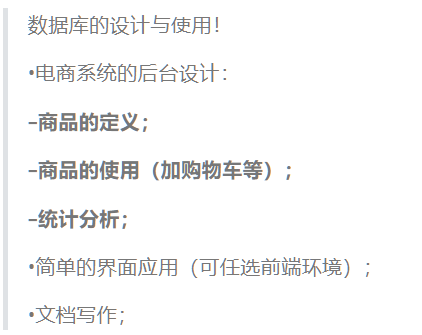 数据库的设计与使用！
•电商系统的后台设计：
–商品的定义；
–商品的使用（加购物车等）；
–统计分析；
•简单的界面应用（可任选前端环境）；
•文档写作；